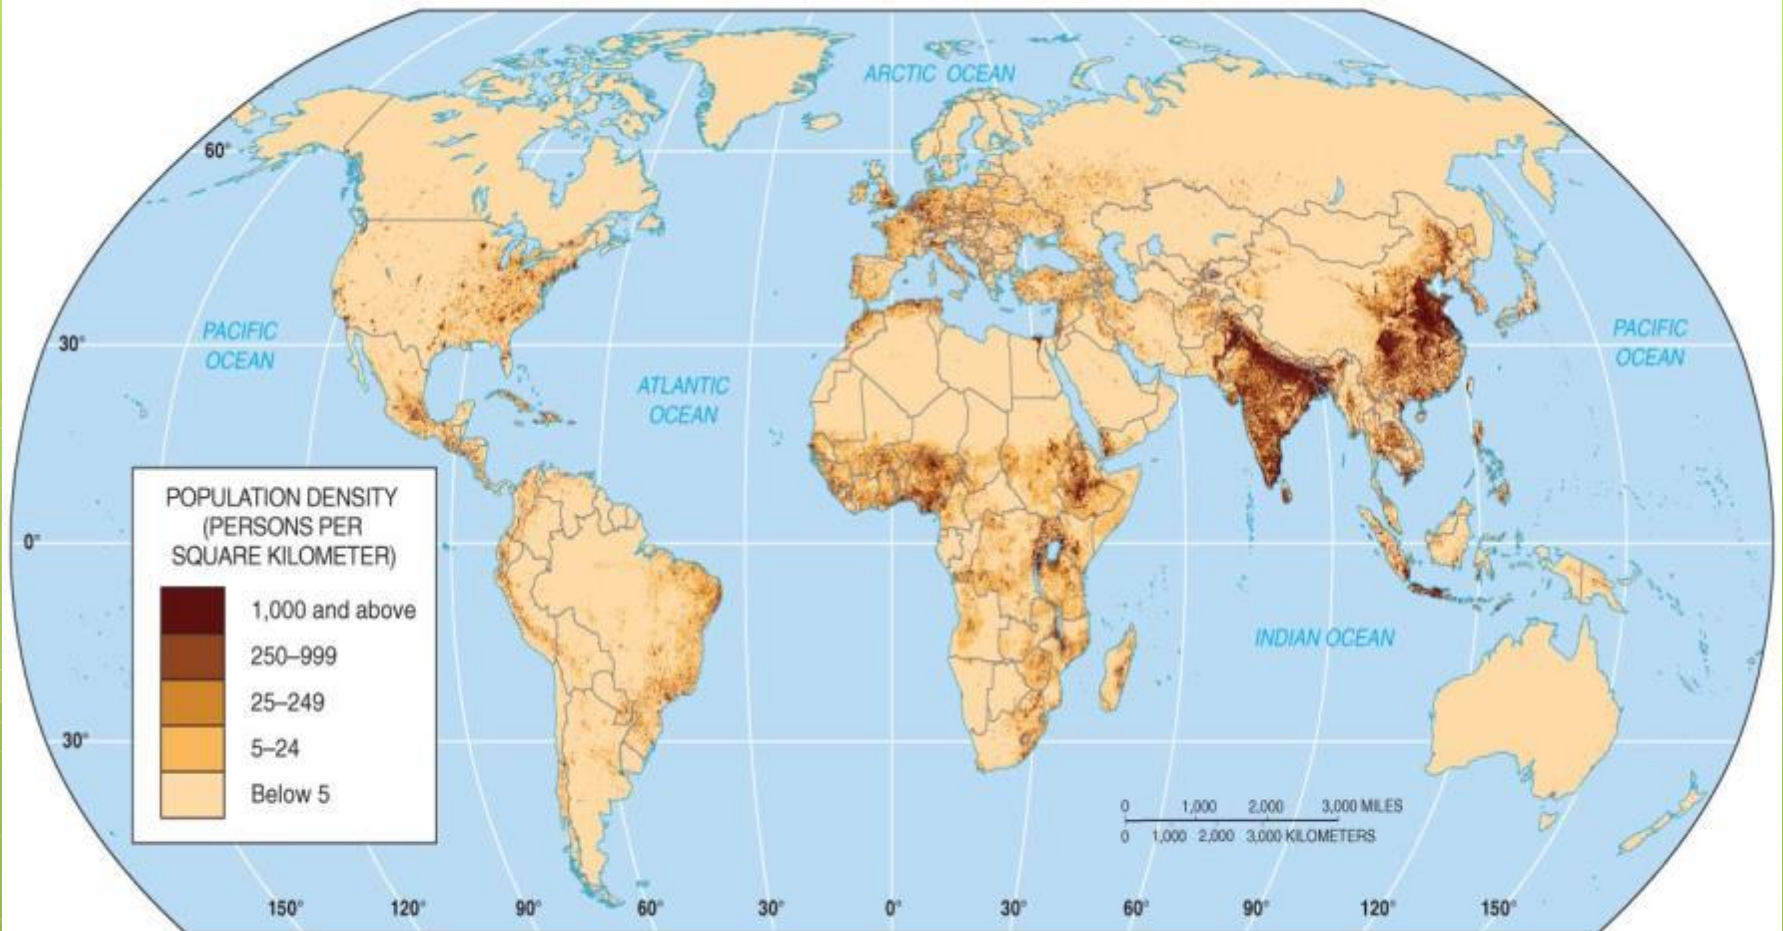 ARCTIC OCEAN
60°
30°
PACIFIC
OCEAN
ATLANTIC
OCEAN
PACIFIC
OCEAN
POPULATION DENSITY
(PERSONS PER
SQUARE KILOMETER)
1,000 and above
250–999
25–249
5–24
Below 5
0°
INDIAN OCEAN
30°
0 1,000 2,000 3,000 MILES
0 1,000 2,000 3,000 KILOMETERS
150° 120° 90° 60° 30° 0° 30° 60° 90° 120° 150°